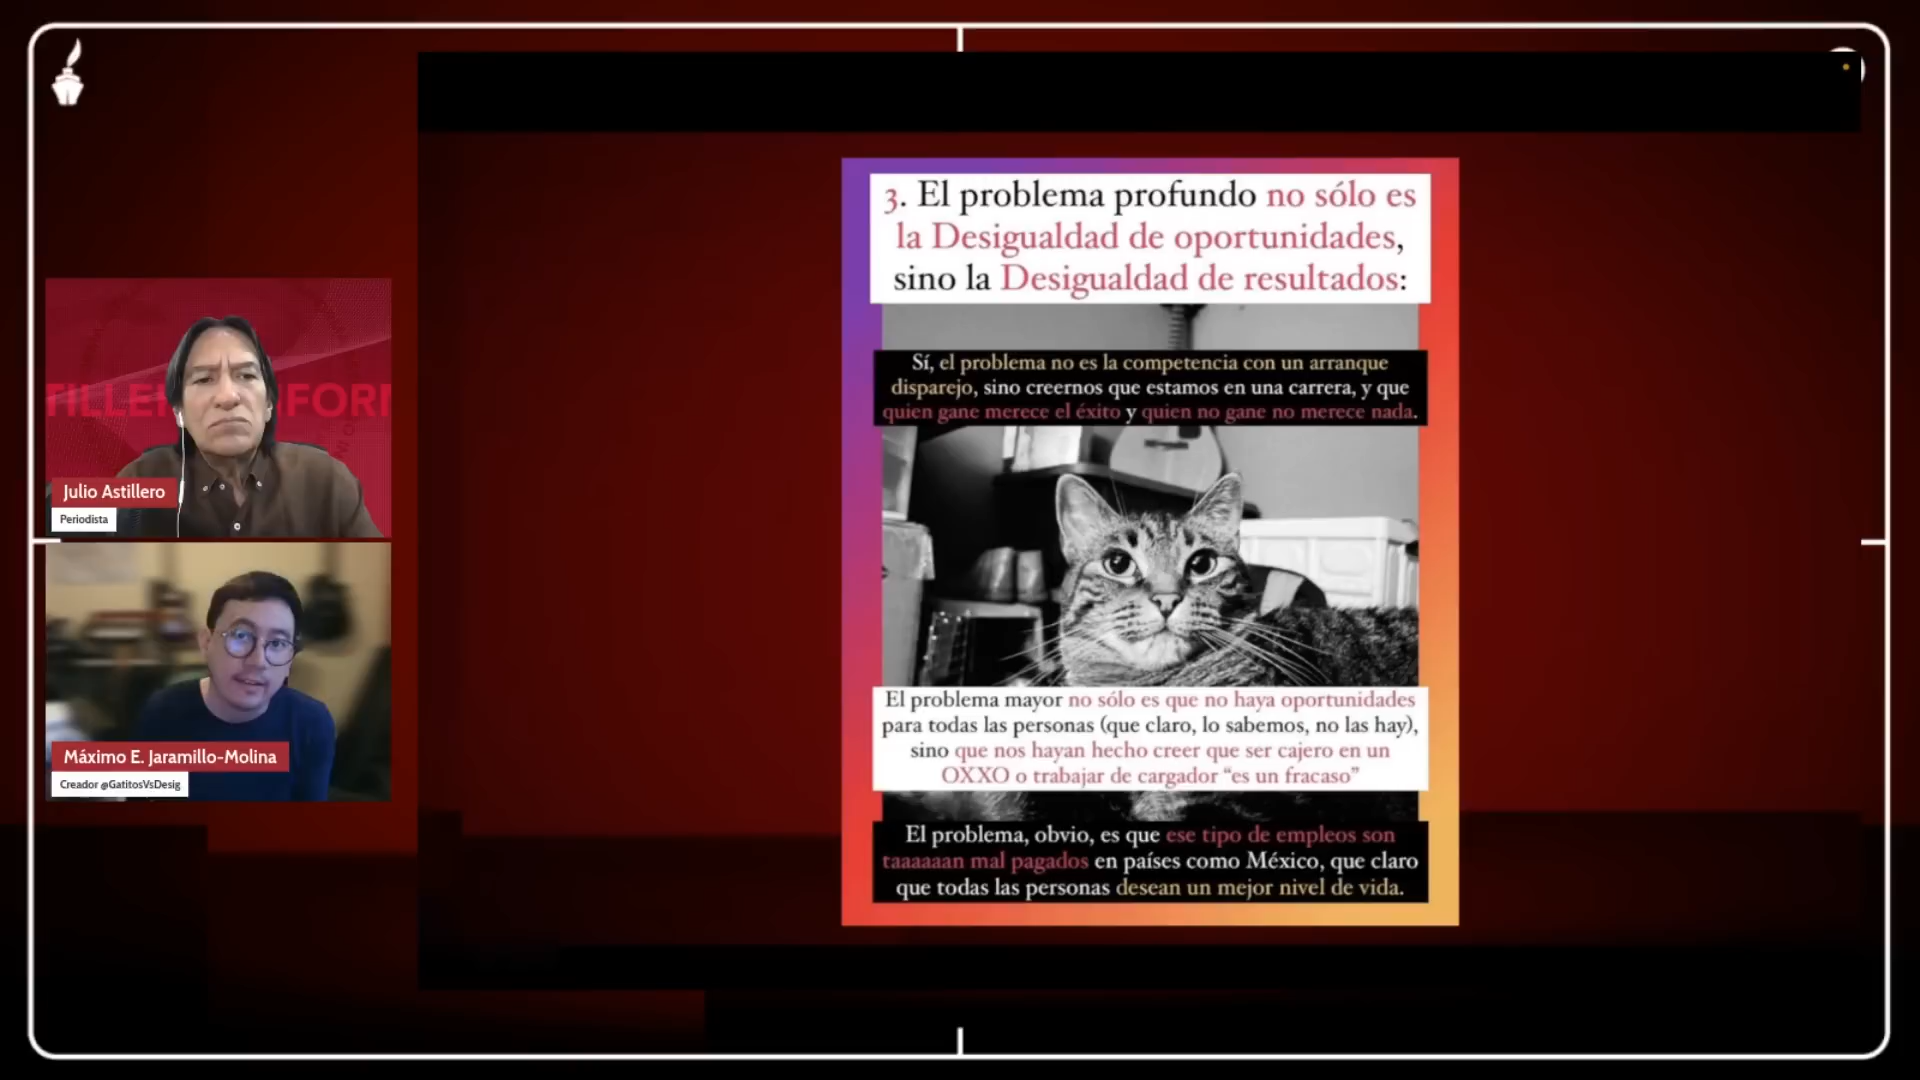 3. El problema profundo no sólo es
la Desigualdad de oportunidades,
sino la Desigualdad de resultados:
Sí, el problema no es la competencia con un arranque
disparejo, sino creernos que estamos en una carrera, y que
quien gane merece el éxito y quien no gane no merece nada.
El problema mayor no sólo es que no haya oportunidades
para todas las personas (que claro, lo sabemos, no las hay),
sino que nos hayan hecho creer que ser cajero en un
OXXO o trabajar de cargador “es un fracaso”
El problema, obvio, es que ese tipo de empleos son
taaaaaan mal pagados en países como México, que claro
que todas las personas desean un mejor nivel de vida.
Julio Astillero
Periodista
Máximo E. Jaramillo-Molina
Creador @GatitosVsDesig